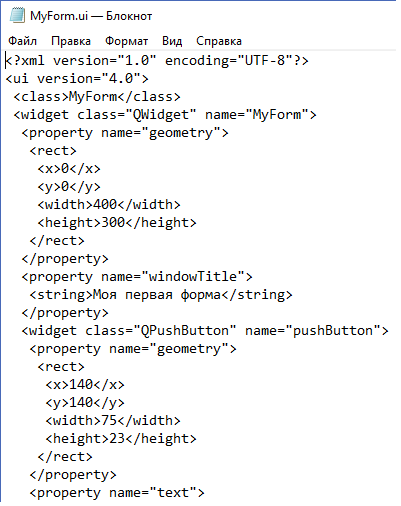 MyForm.ui — Блокнот
Файл Правка Формат Вид Справка
<?xml version="1.0" encoding="UTF-8"?>
<ui version="4.0">
<class>MyForm</class>
<widget class="QWidget" name="MyForm">
<property name="geometry">
<rect>
<x>0</x>
<y>0</y>
<width>400</width>
<height>300</height>
</rect>
</property>
<property name="windowTitle">
<string>Моя первая форма</string>
</property>
<widget class="QPushButton" name="pushButton">
<property name="geometry">
<rect>
<x>140</x>
<y>140</y>
<width>75</width>
<height>23</height>
</rect>
</property>
<property name="text">